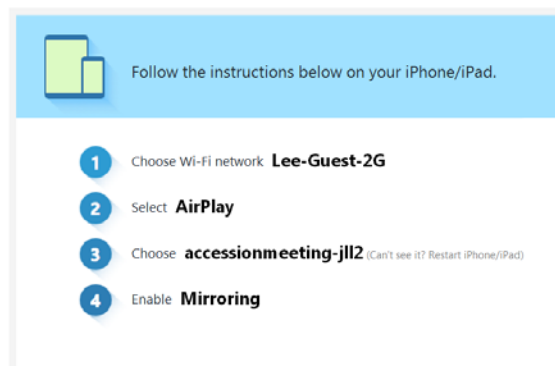 Follow the instructions below on your iPhone/iPad.
1 Choose Wi-Fi network Lee-Guest-2G
2 Select AirPlay
3 Choose accessionmeeting-jll2 (Can't see it? Restart iPhone/iPad)
4 Enable Mirroring